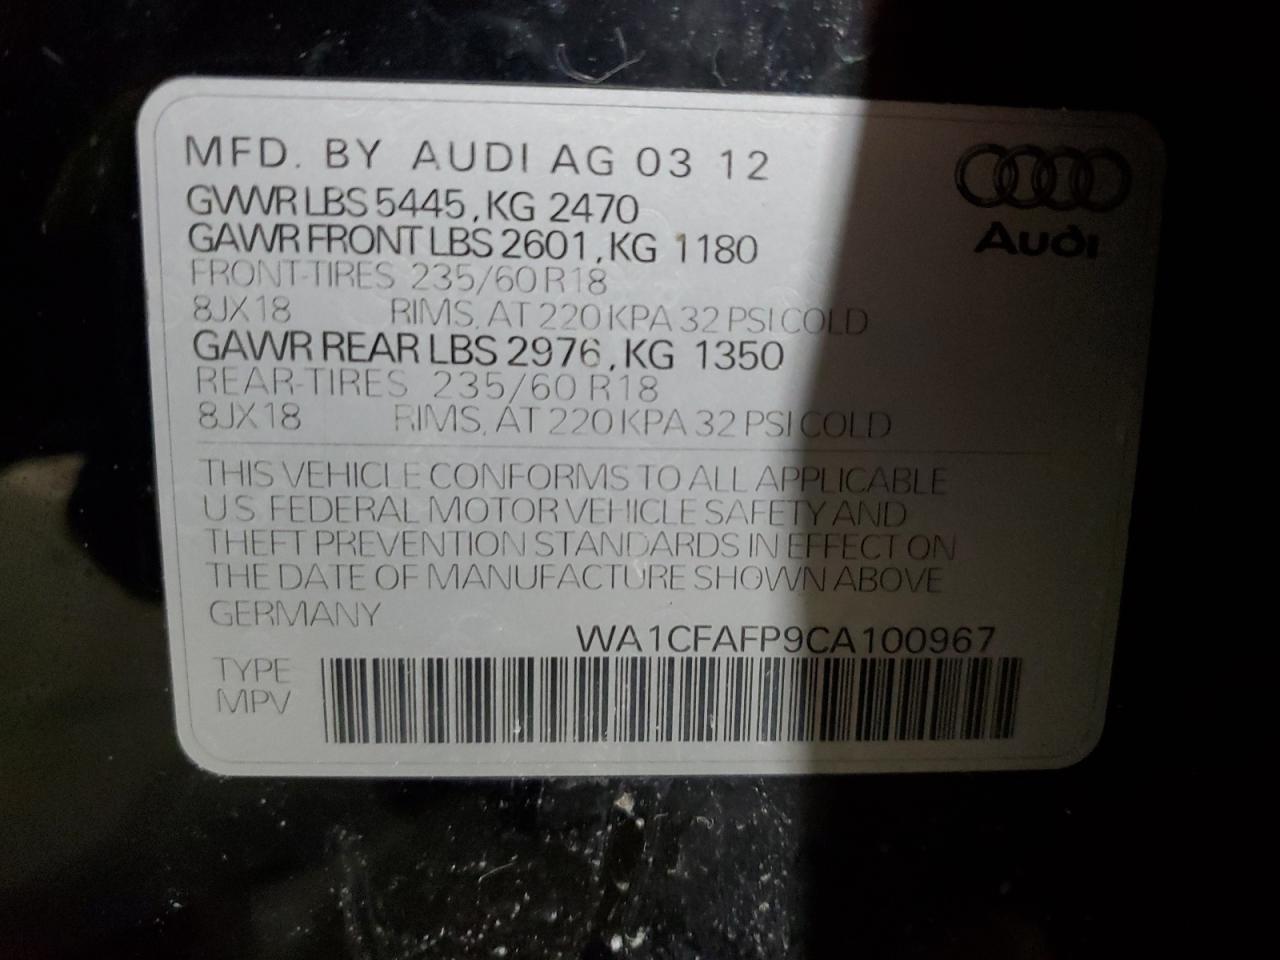 MFD. BY AUDI AG 03 12
Audi
GVWR LBS 5445, KG 2470
GAWR FRONT LBS 2601, KG 1180
FRONT-TIRES 235/60 R18
8JX18 RIMS, AT 220 KPA 32 PSI COLD
GAWR REAR LBS 2976, KG 1350
REAR-TIRES 235/60 R18
8JX18 RIMS, AT 220 KPA 32 PSI COLD
THIS VEHICLE CONFORMS TO ALL APPLICABLE
US FEDERAL MOTOR VEHICLE SAFETY AND
THEFT PREVENTION STANDARDS IN EFFECT ON
THE DATE OF MANUFACTURE SHOWN ABOVE
GERMANY
WA1CFAFP9CA100967
TYPE
MPV